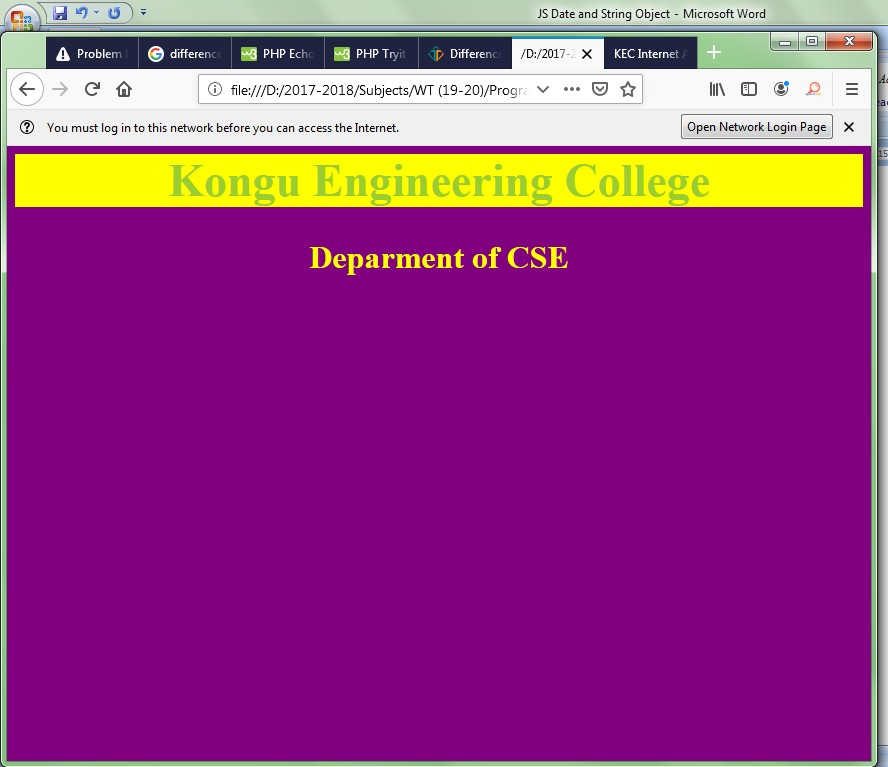 JS Date and String Object - Microsoft Word
Problem
difference
PHP Echo
PHP Tryit
Difference
/D:/2017-2
KEC Internet A
file:///D:/2017-2018/Subjects/WT (19-20)/Progra
You must log in to this network before you can access the Internet.
Open Network Login Page
Kongu Engineering College
Deparment of CSE